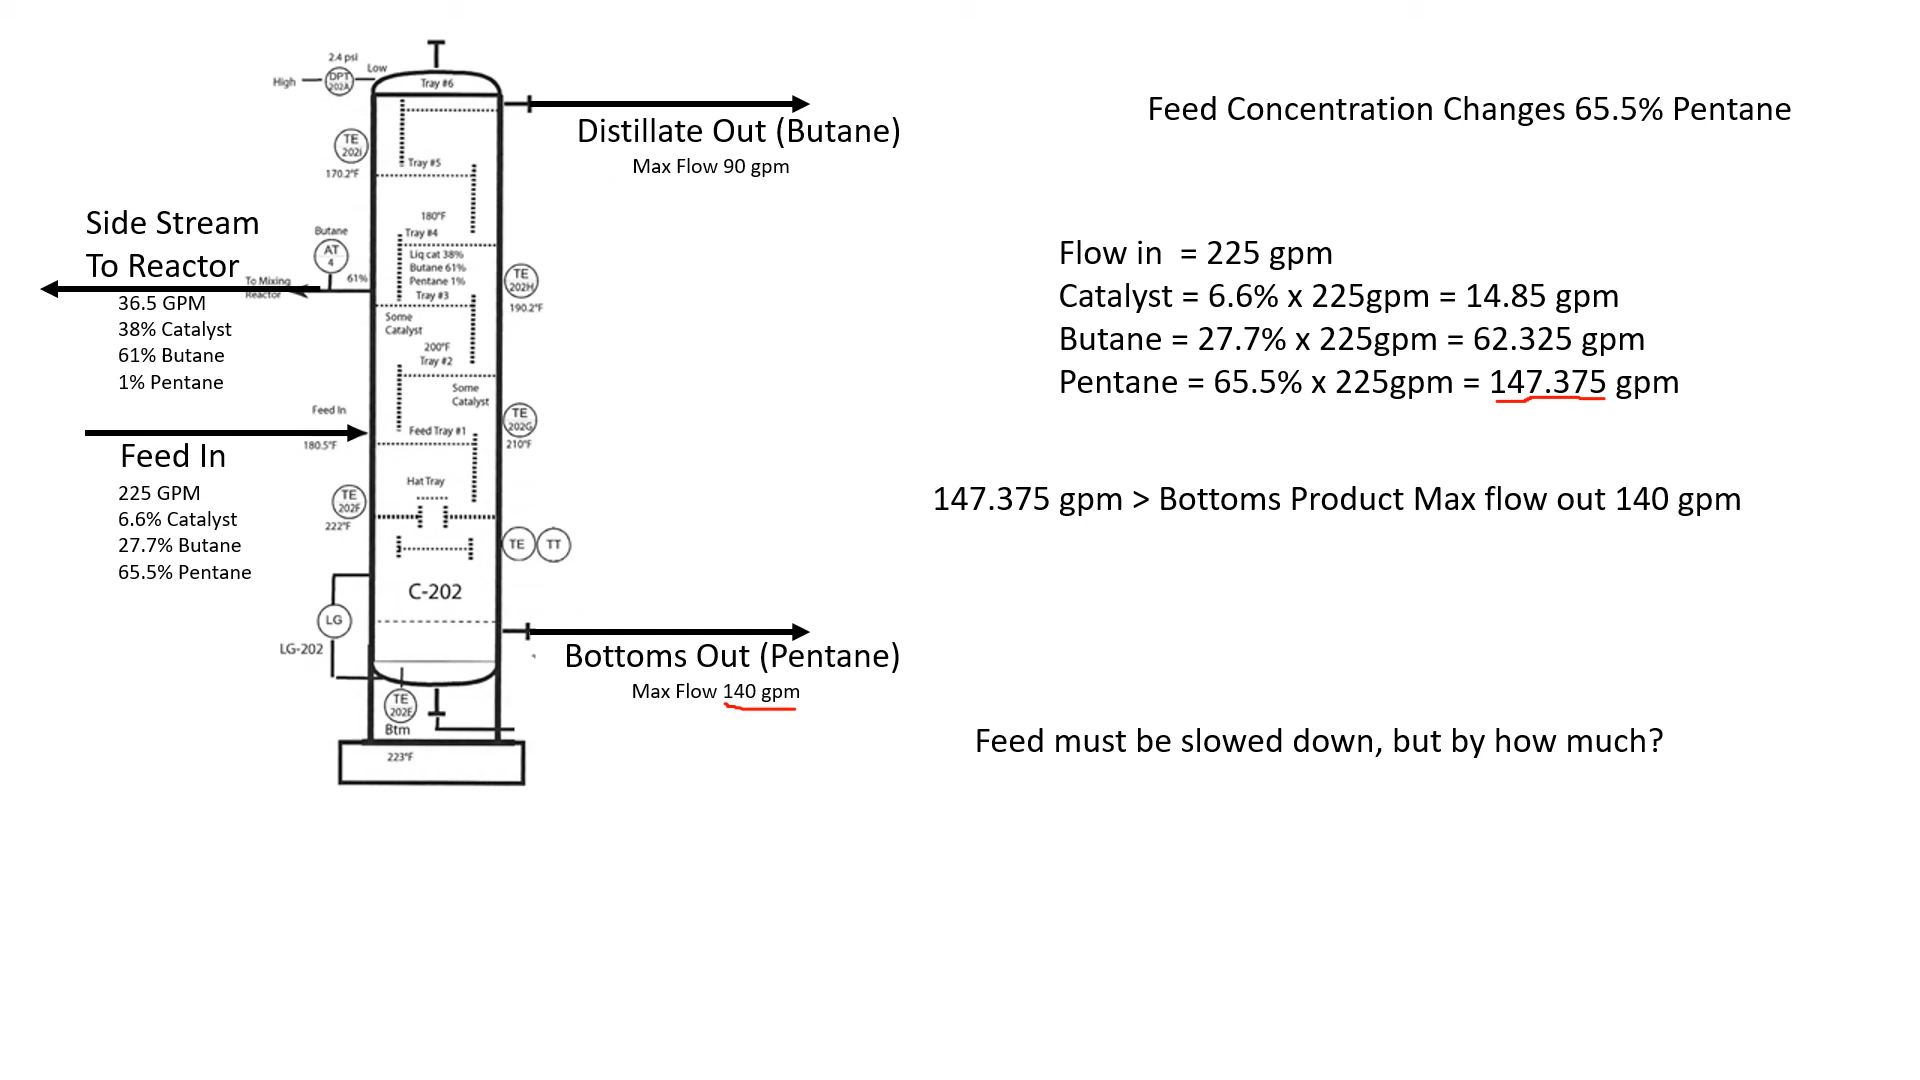 2.4 psi
Low
High
DPT
202A
Tray #6
Distillate Out (Butane)
Max Flow 90 gpm
Feed Concentration Changes 65.5% Pentane
TE
202I
170.2°F
Tray #5
180°F
Tray #4
Liq cat 38%
Butane 61%
Pentane 1%
Tray #3
Side Stream
To Reactor
36.5 GPM
38% Catalyst
61% Butane
1% Pentane
Butane
AT
4
61%
To Mixing
Reactor
TE
202H
190.2°F
Some
Catalyst
200°F
Tray #2
Some
Catalyst
Flow in = 225 gpm
Catalyst = 6.6% x 225gpm = 14.85 gpm
Butane = 27.7% x 225gpm = 62.325 gpm
Pentane = 65.5% x 225gpm = 147.375 gpm
Feed In
180.5°F
Feed In
225 GPM
6.6% Catalyst
27.7% Butane
65.5% Pentane
Feed Tray #1
TE
202G
210°F
Hat Tray
TE
202F
222°F
TE
TT
147.375 gpm > Bottoms Product Max flow out 140 gpm
C-202
LG
LG-202
Bottoms Out (Pentane)
Max Flow 140 gpm
TE
202E
Btm
223°F
Feed must be slowed down, but by how much?